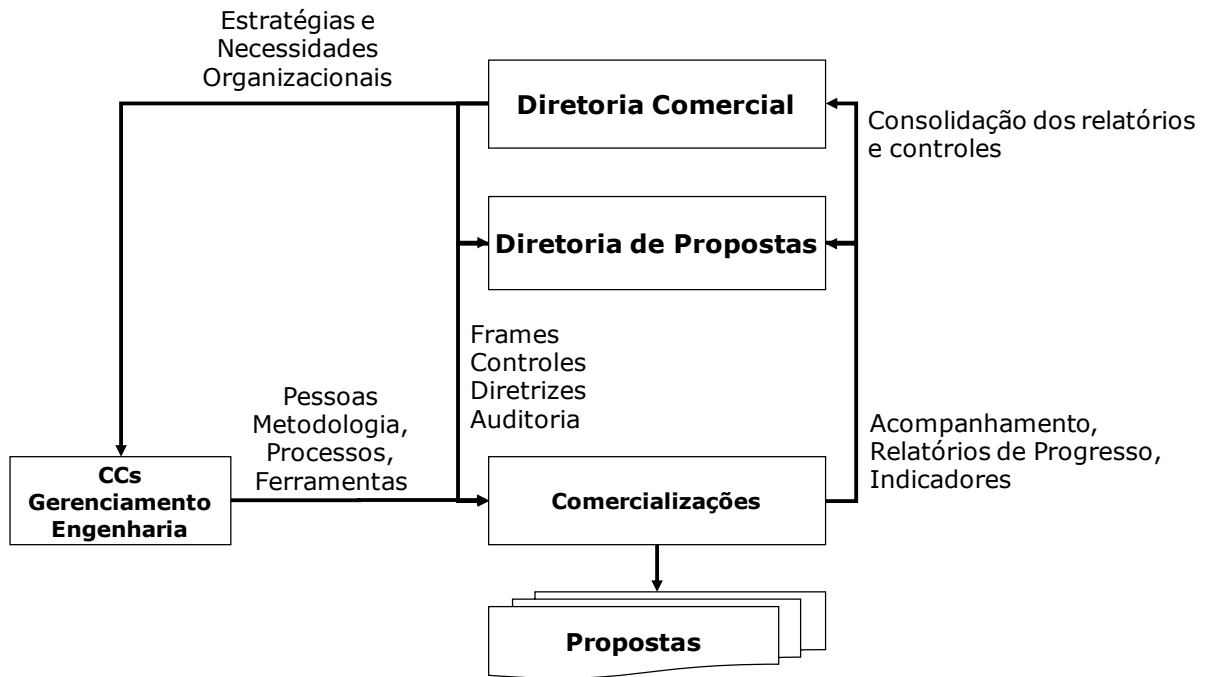 Estratégias e
Necessidades
Organizacionais
Diretoria Comercial
Consolidação dos relatórios
e controles
Diretoria de Propostas
Frames
Controles
Diretrizes
Auditoria
Pessoas
Metodologia,
Processos,
Ferramentas
Acompanhamento,
Relatórios de Progresso,
Indicadores
CCs
Gerenciamento
Engenharia
Comercializações
Propostas